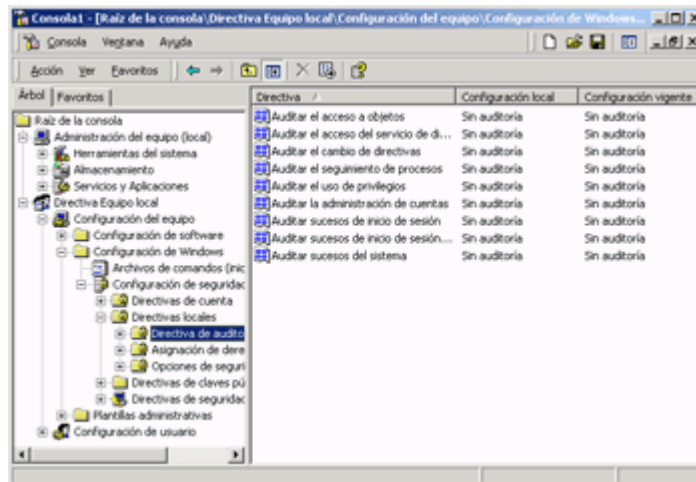 Consola1 - [Raíz de la consola\Directiva Equipo local\Configuración del equipo\Configuración de Windows...
Consola Ventana Ayuda
Acción Ver Favoritos
Árbol Favoritos
Raíz de la consola
Administración del equipo (local)
Herramientas del sistema
Almacenamiento
Servicios y Aplicaciones
Directiva Equipo local
Configuración del equipo
Configuración de software
Configuración de Windows
Archivos de comandos (inic
Configuración de seguridad
Directivas de cuenta
Directivas locales
Directiva de audito
Asignación de dere
Opciones de seguri
Directivas de claves pú
Directivas de seguridad
Plantillas administrativas
Configuración de usuario
Directiva Configuración local Configuración vigente
Auditar el acceso a objetos Sin auditoría Sin auditoría
Auditar el acceso del servicio de di... Sin auditoría Sin auditoría
Auditar el cambio de directivas Sin auditoría Sin auditoría
Auditar el seguimiento de procesos Sin auditoría Sin auditoría
Auditar el uso de privilegios Sin auditoría Sin auditoría
Auditar la administración de cuentas Sin auditoría Sin auditoría
Auditar sucesos de inicio de sesión Sin auditoría Sin auditoría
Auditar sucesos de inicio de sesión.... Sin auditoría Sin auditoría
Auditar sucesos del sistema Sin auditoría Sin auditoría